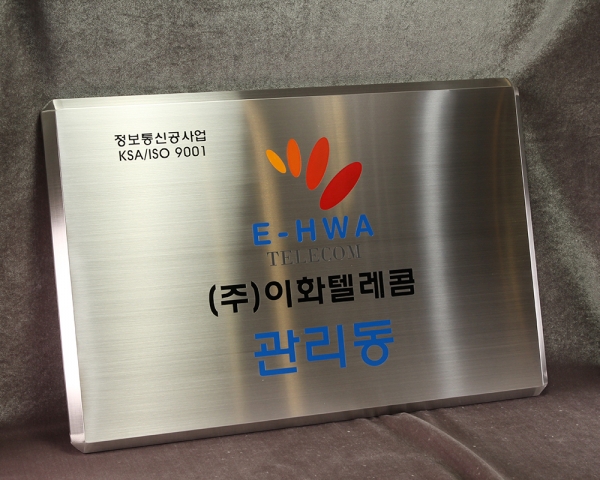 정보통신공사업
KSA/ISO 9001
E-HWA
TELECOM
(주)이화텔레콤
관리동